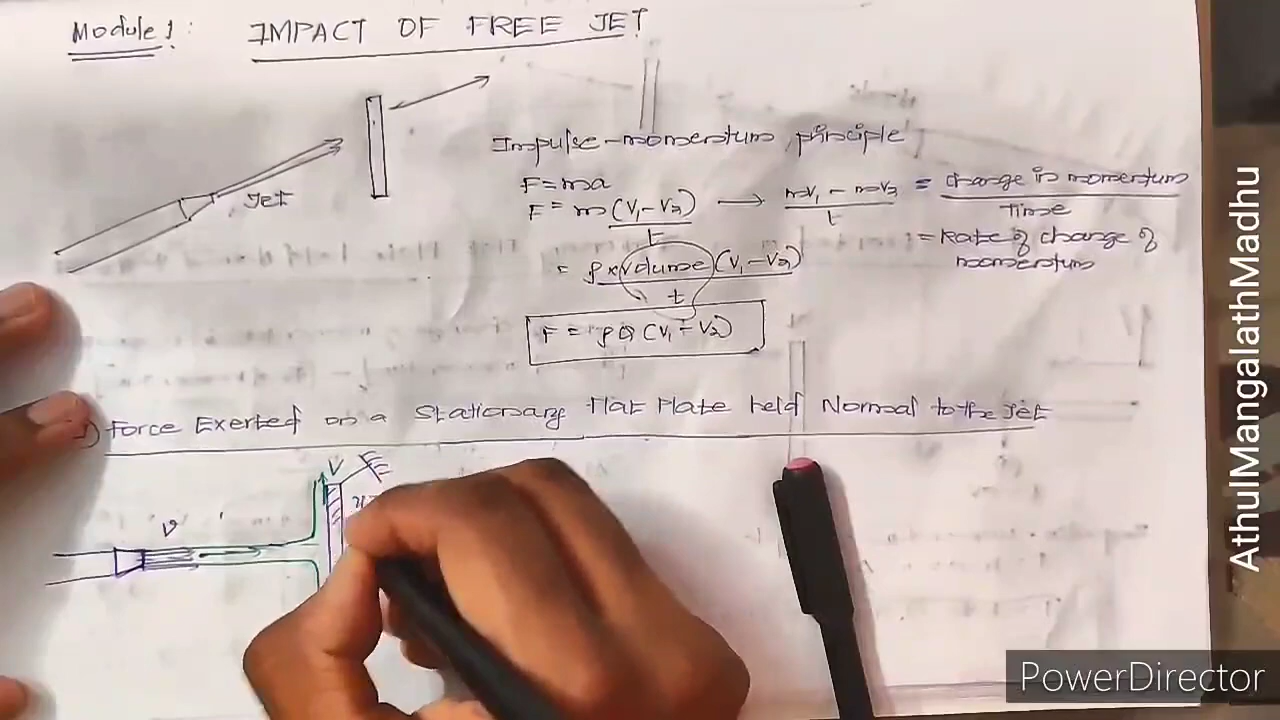 Module 1: IMPACT OF FREE JET
Jet
Impulse-momentum principle
F = ma
F = m (V₁ - V₂) / t → mV₁ - mV₂ / t = change in momentum / Time
= Rate of change of momentum
= ρ x volume (V₁ - V₂) / t
F = ρQ (V₁ - V₂)
1) Force Exerted on a Stationary Flat Plate held Normal to the Jet
V
V
AthulMangalathMadhu
PowerDirector